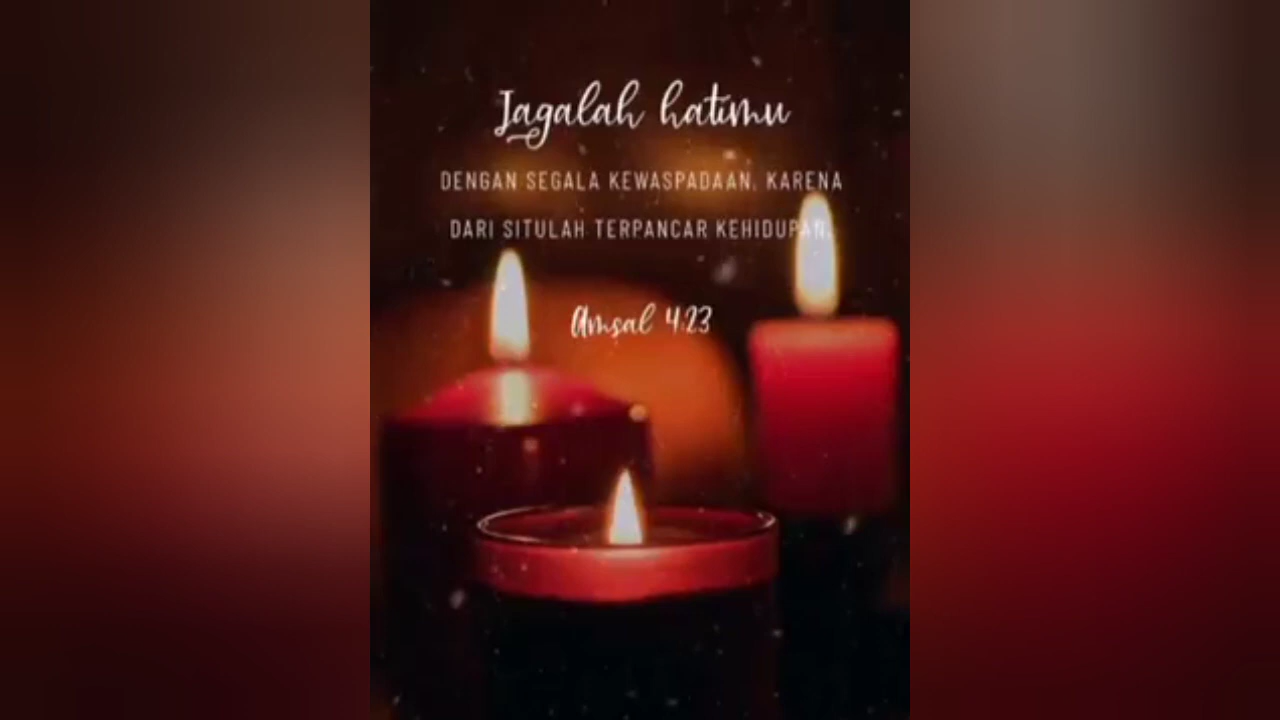 Jagalah hatimu
DENGAN SEGALA KEWASPADAAN, KARENA
DARI SITULAH TERPANCAR KEHIDUPAN.
Amsal 4:23